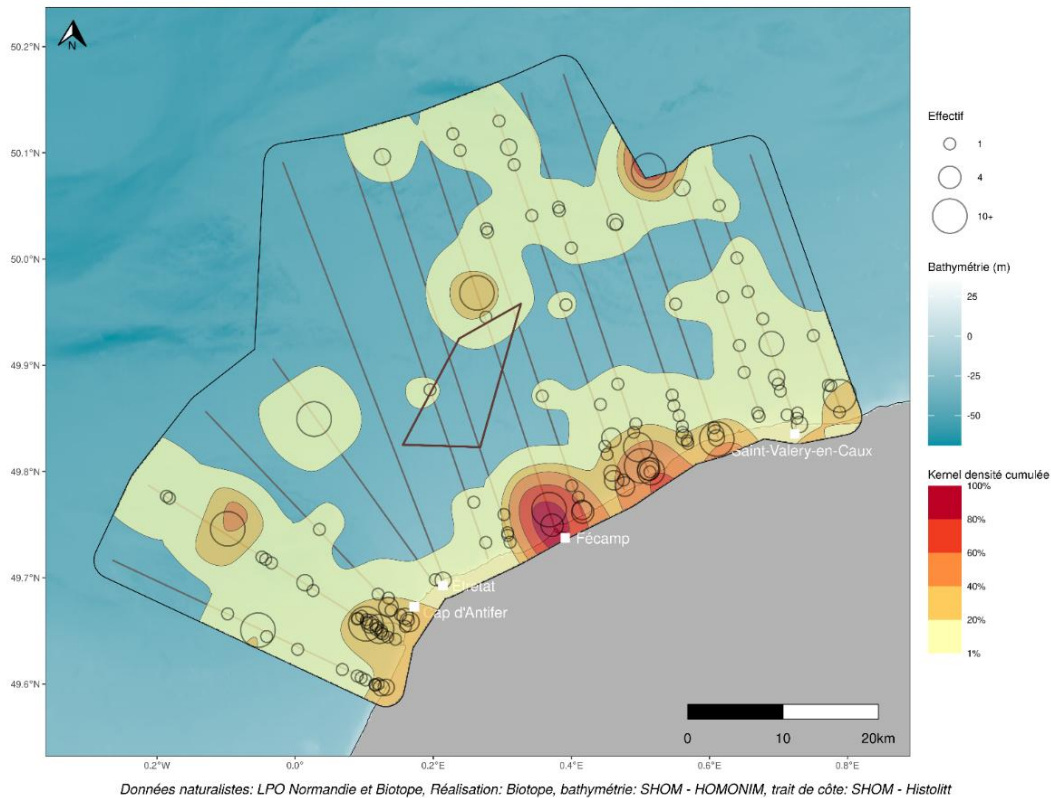 N
50.2°N
50.1°N
50.0°N
49.9°N
49.8°N
49.7°N
49.6°N
0.2°W
0.0°
0.2°E
0.4°E
0.6°E
0.8°E
Saint-Valery-en-Caux
Fécamp
Etretat
Cap d'Antifer
0 10 20km
Effectif
1
4
10+
Bathymétrie (m)
25
0
-25
-50
Kernel densité cumulée
100%
80%
60%
40%
20%
1%
Données naturalistes: LPO Normandie et Biotope, Réalisation: Biotope, bathymétrie: SHOM - HOMONIM, trait de côte: SHOM - Histolitt